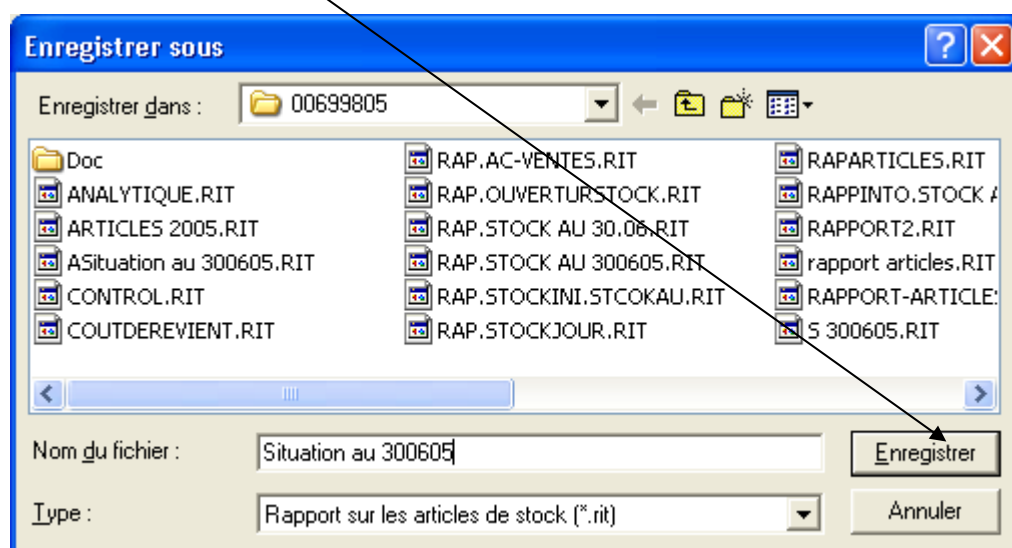 Enregistrer sous
Enregistrer dans : 00699805
Doc RAP.AC-VENTES.RIT RAPARTICLES.RIT
ANALYTIQUE.RIT RAP.OUVERTURSTOCK.RIT RAPPINTO.STOCK
ARTICLES 2005.RIT RAP.STOCK AU 30.06.RIT RAPPORT2.RIT
ASituation au 300605.RIT RAP.STOCK AU 300605.RIT rapport articles.RIT
CONTROL.RIT RAP.STOCKINI.STCOKAU.RIT RAPPORT-ARTICLE
COUTDEREVIENT.RIT RAP.STOCKJOUR.RIT S 300605.RIT
Nom du fichier : Situation au 300605 Enregistrer
Type : Rapport sur les articles de stock (*.rit) Annuler